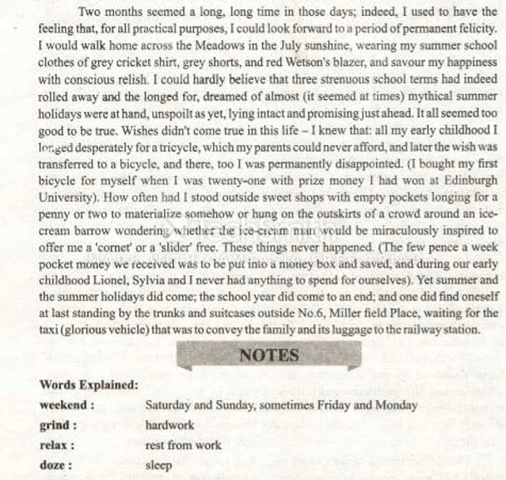 Two months seemed a long, long time in those days; indeed, I used to have the
feeling that, for all practical purposes, I could look forward to a period of permanent felicity.
I would walk home across the Meadows in the July sunshine, wearing my summer school
clothes of grey cricket shirt, grey shorts, and red Wetson's blazer, and savour my happiness
with conscious relish. I could hardly believe that three strenuous school terms had indeed
rolled away and the longed for, dreamed of almost (it seemed at times) mythical summer
holidays were at hand, unspoilt as yet, lying intact and promising just ahead. It all seemed too
good to be true. Wishes didn't come true in this life – I knew that: all my early childhood I
longed desperately for a tricycle, which my parents could never afford, and later the wish was
transferred to a bicycle, and there, too I was permanently disappointed. (I bought my first
bicycle for myself when I was twenty-one with prize money I had won at Edinburgh
University). How often had I stood outside sweet shops with empty pockets longing for a
penny or two to materialize somehow or hung on the outskirts of a crowd around an ice-
cream barrow wondering whether the ice-cream man would be miraculously inspired to
offer me a 'cornet' or a 'slider' free. These things never happened. (The few pence a week
pocket money we received was to be put into a money box and saved, and during our early
childhood Lionel, Sylvia and I never had anything to spend for ourselves). Yet summer and
the summer holidays did come; the school year did come to an end; and one did find oneself
at last standing by the trunks and suitcases outside No.6, Miller field Place, waiting for the
taxi (glorious vehicle) that was to convey the family and its luggage to the railway station.
NOTES
Words Explained:
weekend : Saturday and Sunday, sometimes Friday and Monday
grind : hardwork
relax : rest from work
doze : sleep